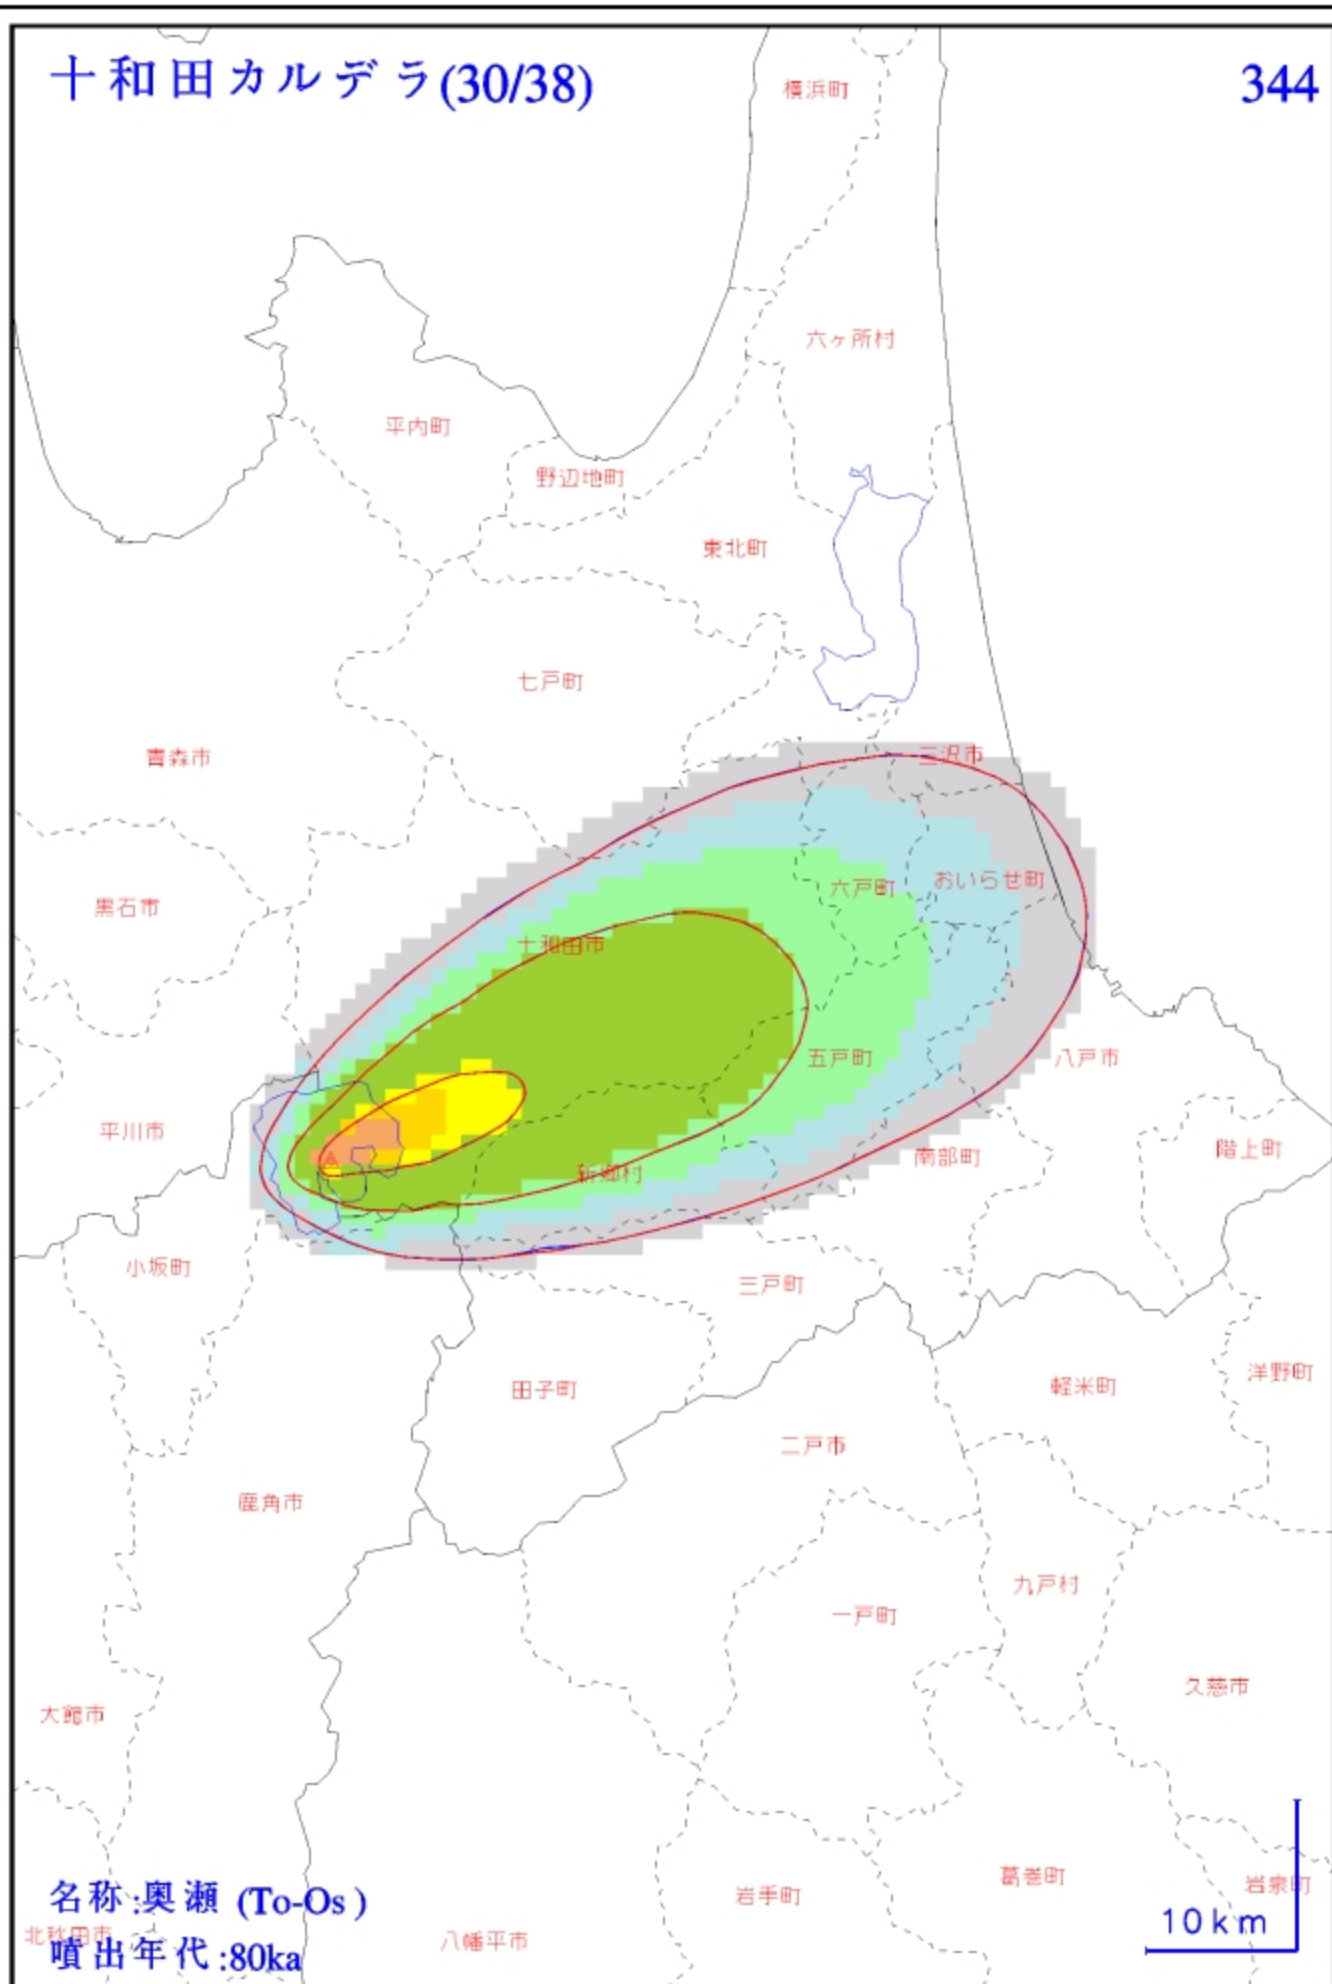 十和田カルデラ(30/38)
344
横浜町
六ヶ所村
平内町
野辺地町
東北町
七戸町
青森市
三沢市
黒石市
六戸町
おいらせ町
十和田市
五戸町
八戸市
平川市
新郷村
南部町
階上町
小坂町
三戸町
田子町
軽米町
洋野町
二戸市
鹿角市
九戸村
一戸町
久慈市
大館市
葛巻町
岩手町
岩泉町
名称:奥瀬 (To-Os)
北秋田市
八幡平市
噴出年代:80ka
10km